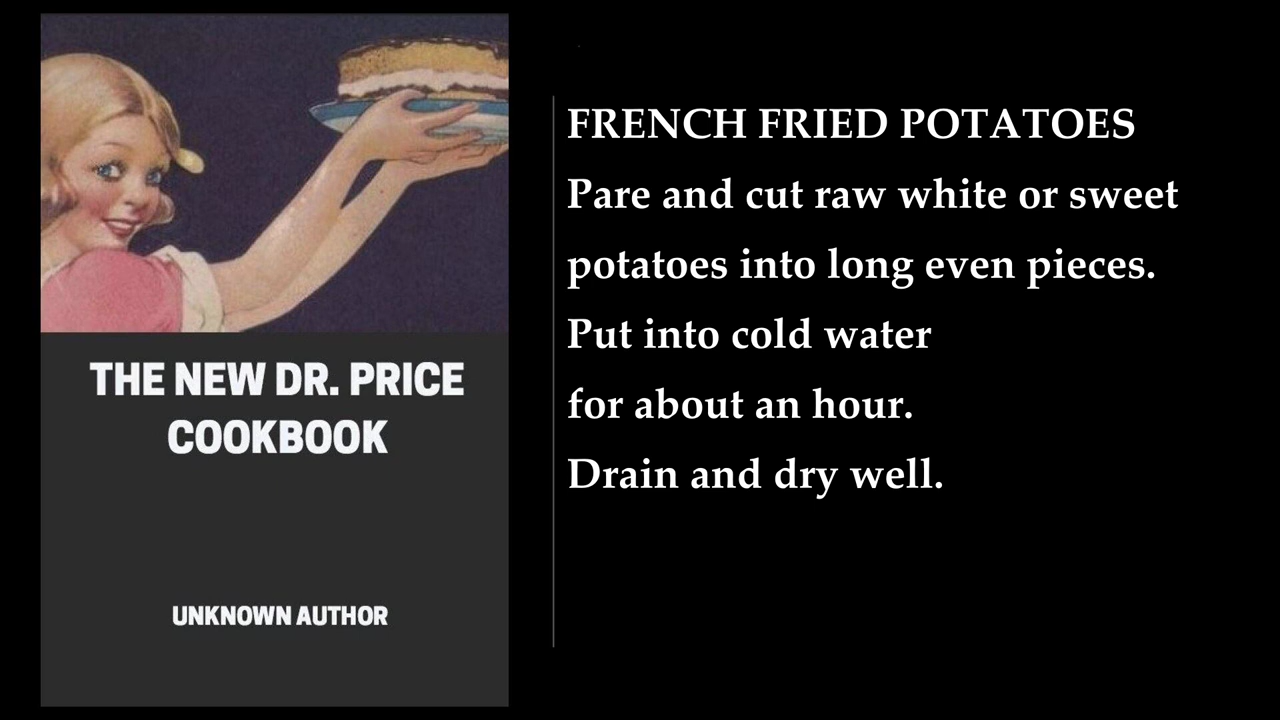 THE NEW DR. PRICE
COOKBOOK
UNKNOWN AUTHOR
FRENCH FRIED POTATOES
Pare and cut raw white or sweet
potatoes into long even pieces.
Put into cold water
for about an hour.
Drain and dry well.